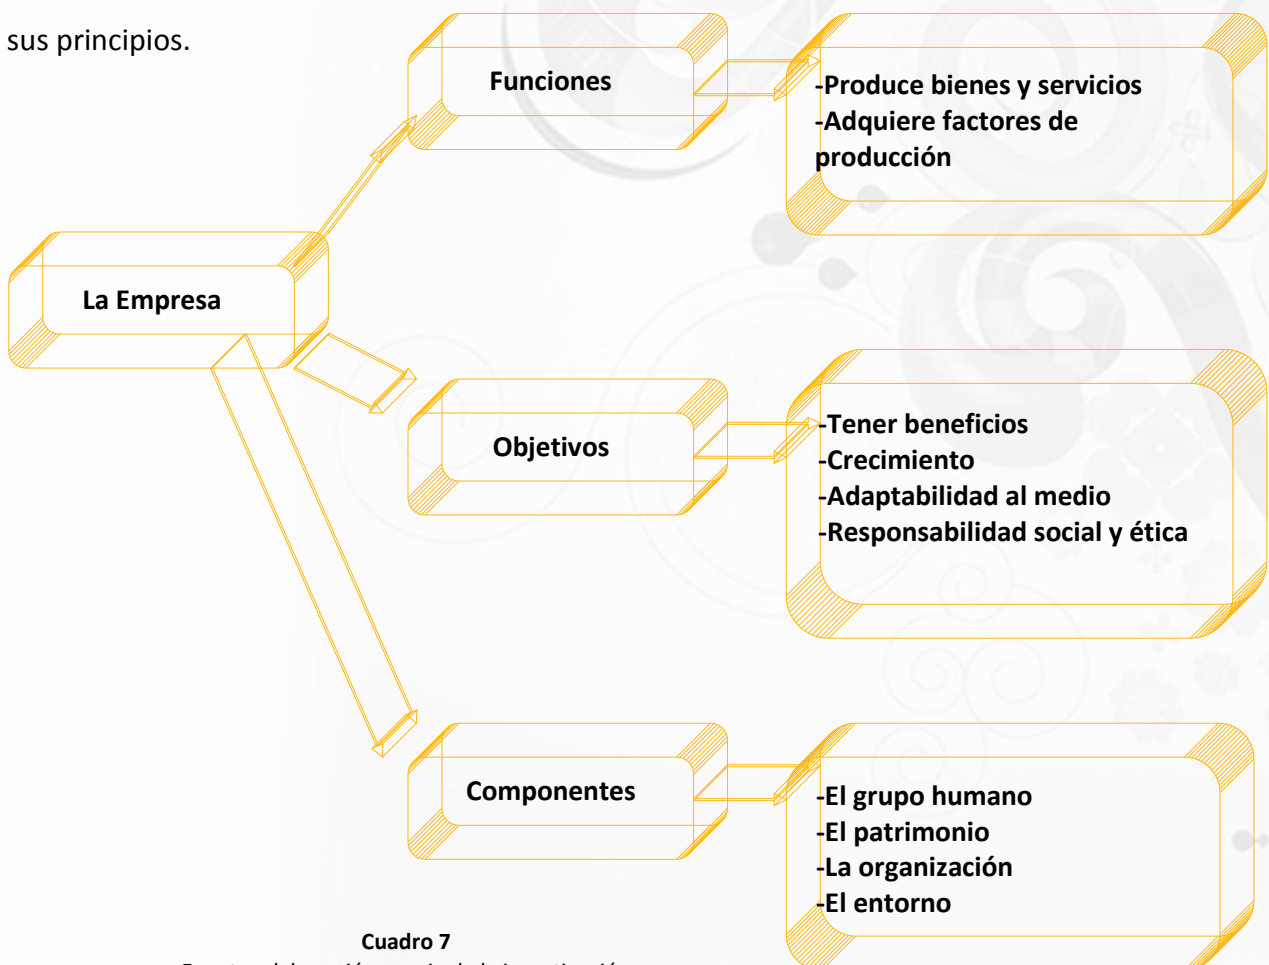 sus principios.
Funciones
-Produce bienes y servicios
-Adquiere factores de
producción
La Empresa
Objetivos
-Tener beneficios
-Crecimiento
-Adaptabilidad al medio
-Responsabilidad social y ética
Componentes
-El grupo humano
-El patrimonio
-La organización
-El entorno
Cuadro 7